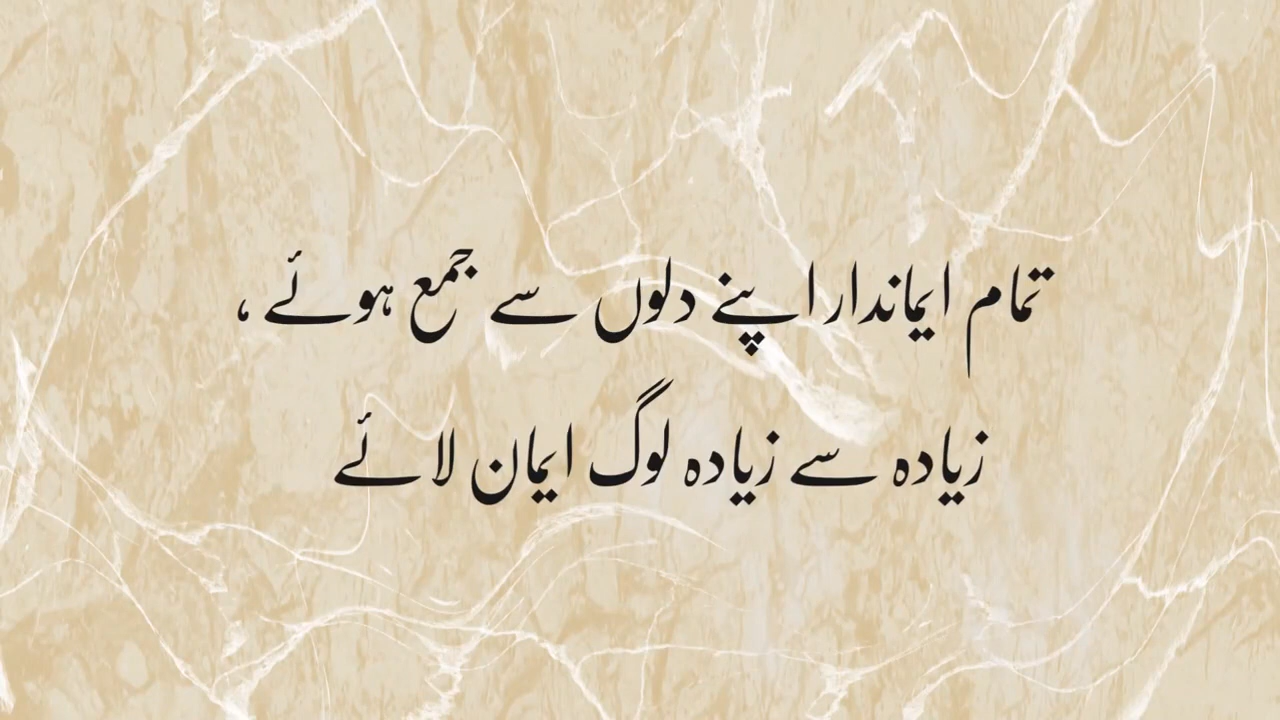 تمام ایماندار اپنے دلوں سے جمع ہوئے ،
زیادہ سے زیادہ لوگ ایمان لائے